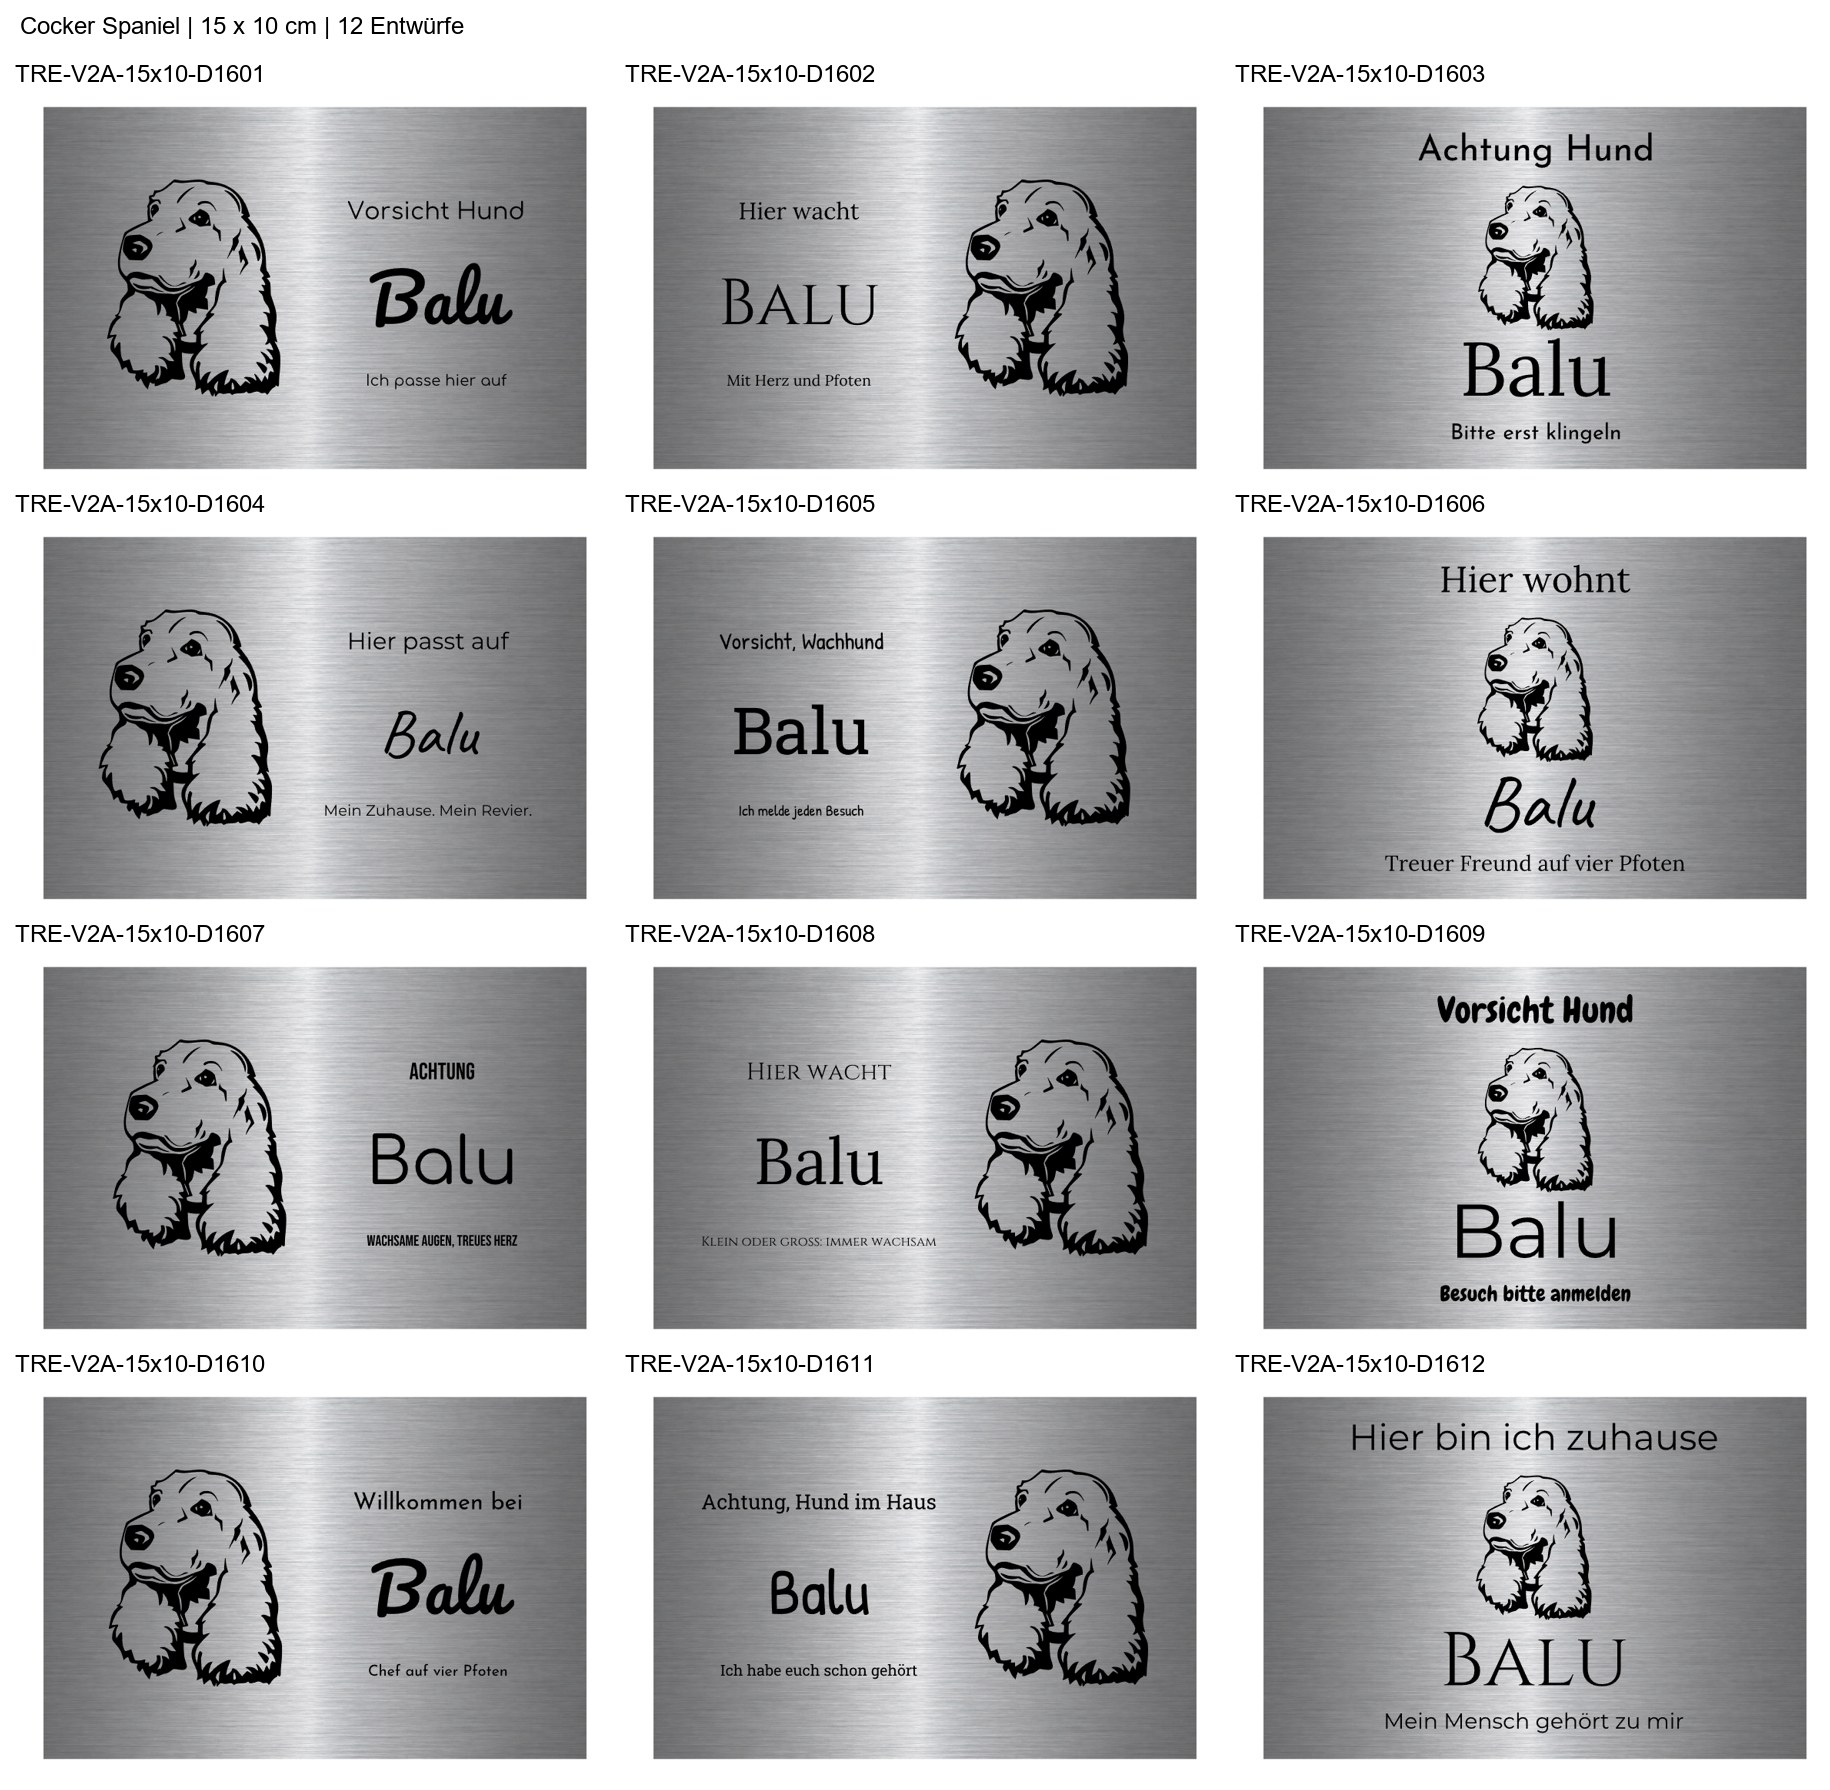 Cocker Spaniel | 15 x 10 cm | 12 Entwürfe
TRE-V2A-15x10-D1601
Vorsicht Hund
Balu
Ich passe hier auf
TRE-V2A-15x10-D1602
Hier wacht
BALU
Mit Herz und Pfoten
TRE-V2A-15x10-D1603
Achtung Hund
Balu
Bitte erst klingeln
TRE-V2A-15x10-D1604
Hier passt auf
Balu
Mein Zuhause. Mein Revier.
TRE-V2A-15x10-D1605
Vorsicht, Wachhund
Balu
Ich melde jeden Besuch
TRE-V2A-15x10-D1606
Hier wohnt
Balu
Treuer Freund auf vier Pfoten
TRE-V2A-15x10-D1607
ACHTUNG
Balu
WACHSAME AUGEN, TREUES HERZ
TRE-V2A-15x10-D1608
HIER WACHT
Balu
KLEIN ODER GROSS: IMMER WACHSAM
TRE-V2A-15x10-D1609
Vorsicht Hund
Balu
Besuch bitte anmelden
TRE-V2A-15x10-D1610
Willkommen bei
Balu
Chef auf vier Pfoten
TRE-V2A-15x10-D1611
Achtung, Hund im Haus
Balu
Ich habe euch schon gehört
TRE-V2A-15x10-D1612
Hier bin ich zuhause
BALU
Mein Mensch gehört zu mir